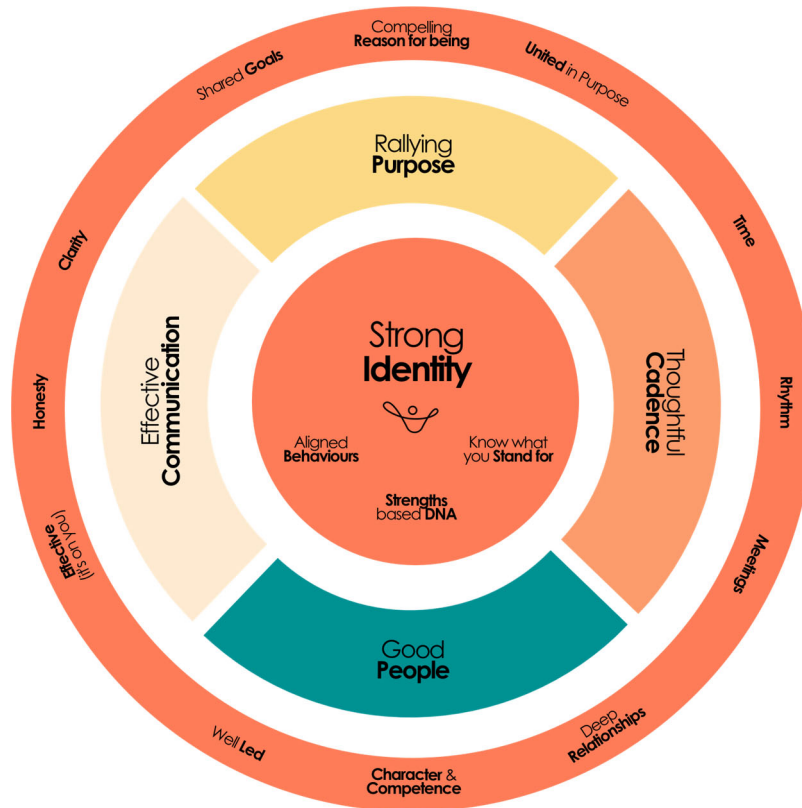 Compelling
Reason for being
United in Purpose
Time
Rhythm
Meetings
Deep
Relationships
Character &
Competence
Well Led
Effective
(it's on you)
Honesty
Clarity
Shared Goals
Rallying
Purpose
Thoughtful
Cadence
Good
People
Effective
Communication
Strong
Identity
Aligned
Behaviours
Know what
you Stand for
Strengths
based DNA